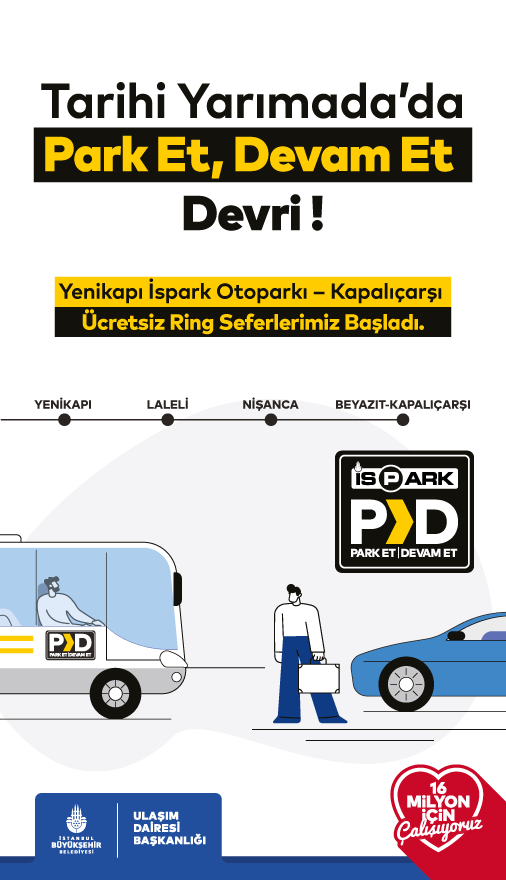 Tarihi Yarımada'da
Park Et, Devam Et
Devri !
Yenikapı İspark Otoparkı – Kapalıçarşı
Ücretsiz Ring Seferlerimiz Başladı.
YENİKAPI LALELİ NİŞANCA BEYAZIT-KAPALIÇARŞI
İSPARK
P D
PARK ET | DEVAM ET
P D
PARK ET | DEVAM ET
16
MİLYON
İÇİN
Çalışıyoruz
İSTANBUL
BÜYÜKŞEHİR
BELEDİYESİ
ULAŞIM
DAİRESİ
BAŞKANLIĞI